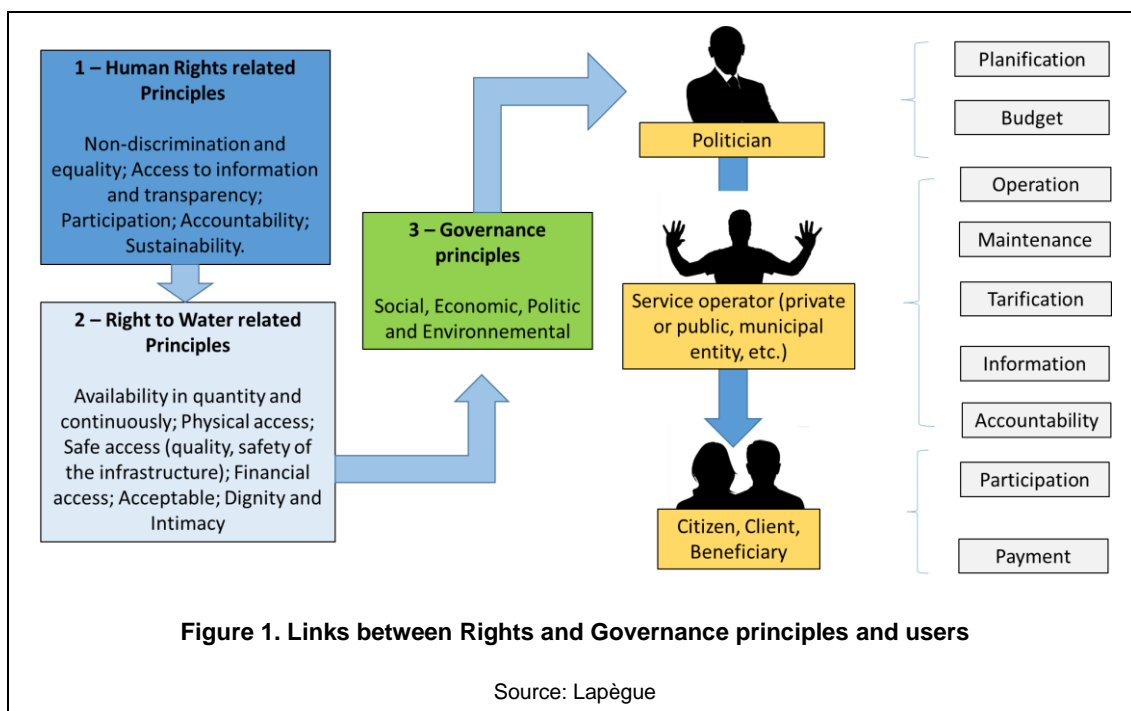 1 – Human Rights related
Principles
Non-discrimination and
equality; Access to information
and transparency;
Participation; Accountability;
Sustainability.
2 – Right to Water related
Principles
Availability in quantity and
continuously; Physical access;
Safe access (quality, safety of
the infrastructure); Financial
access; Acceptable; Dignity and
Intimacy
3 – Governance
principles
Social, Economic, Politic
and Environnemental
Politician
Service operator (private
or public, municipal
entity, etc.)
Citizen, Client,
Beneficiary
Planification
Budget
Operation
Maintenance
Tarification
Information
Accountability
Participation
Payment
Figure 1. Links between Rights and Governance principles and users
Source: Lapègue